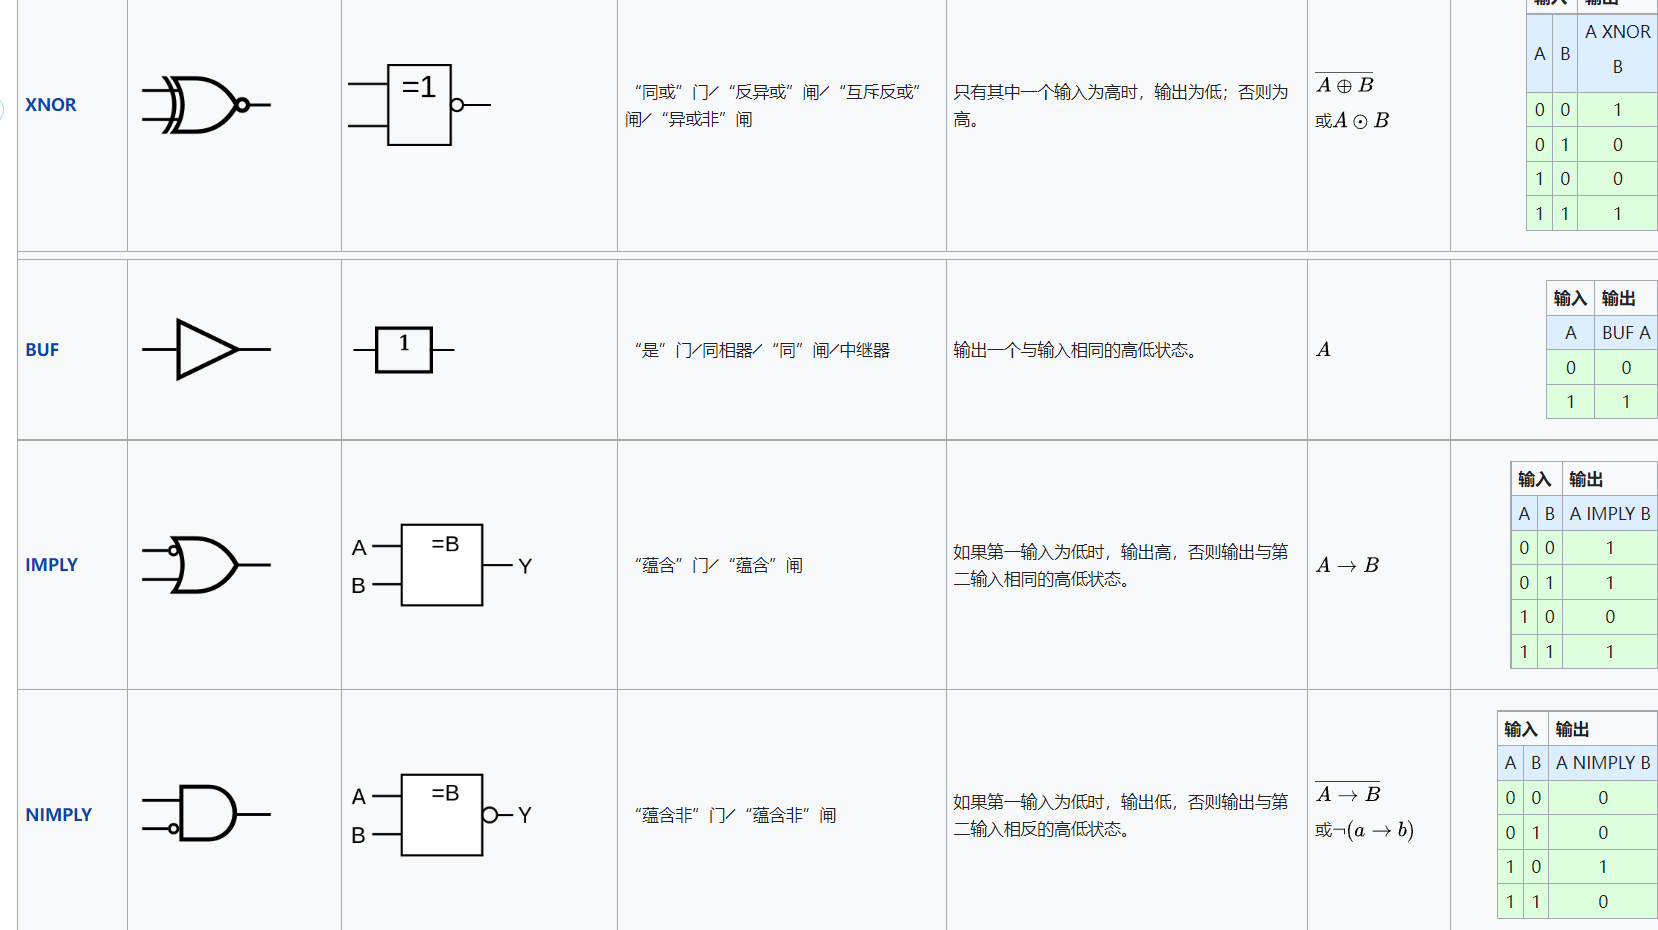 输入 输出
A B A XNOR
B
XNOR
=1
“同或”门/“反异或”闸/“互斥反或”
闸/“异或非”闸
只有其中一个输入为高时，输出为低；否则为
高。
A ⊕ B
或A ⊙ B
0 0 1
0 1 0
1 0 0
1 1 1
BUF
1
“是”门/同相器/“同”闸/中继器
输出一个与输入相同的高低状态。
A
输入 输出
A BUF A
0 0
1 1
IMPLY
A =B
B
Y
“蕴含”门/“蕴含”闸
如果第一输入为低时，输出高，否则输出与第
二输入相同的高低状态。
A → B
输入 输出
A B A IMPLY B
0 0 1
0 1 1
1 0 0
1 1 1
NIMPLY
A =B
B
Y
“蕴含非”门/“蕴含非”闸
如果第一输入为低时，输出低，否则输出与第
二输入相反的高低状态。
A → B
或¬(a → b)
输入 输出
A B A NIMPLY B
0 0 0
0 1 0
1 0 1
1 1 0